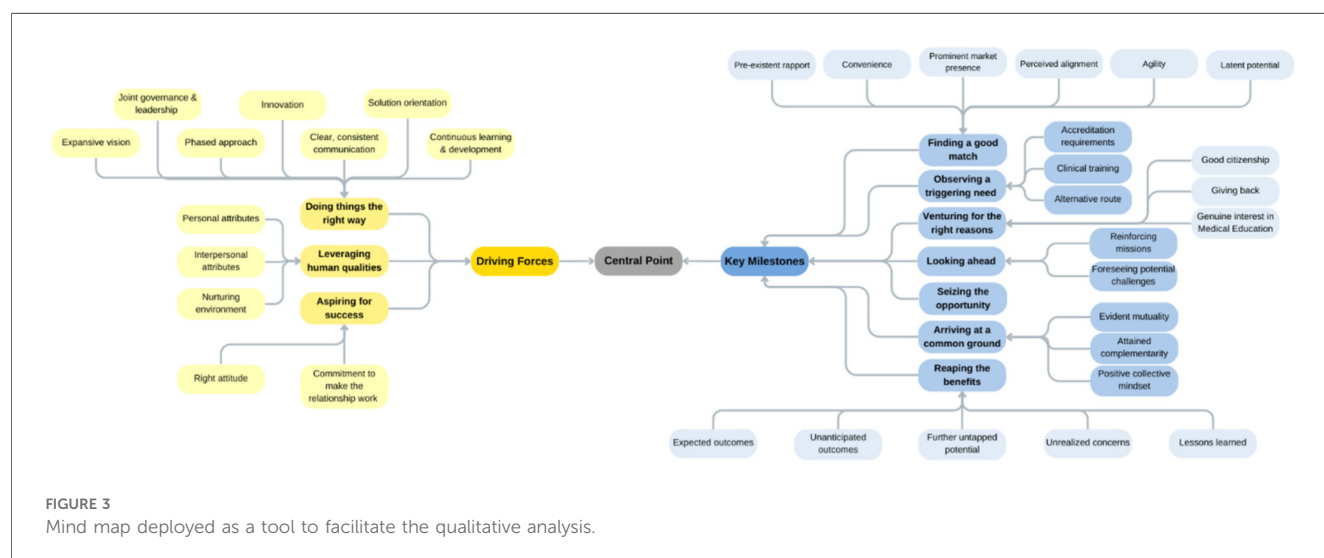 Joint governance &
leadership
Innovation
Solution orientation
Expansive vision
Phased approach
Clear, consistent
communication
Continuous learning
& development
Doing things the
right way
Personal attributes
Interpersonal
attributes
Nurturing
environment
Leveraging
human qualities
Aspiring for
success
Right attitude
Commitment to
make the
relationship work
Driving Forces
Central Point
Key Milestones
Pre-existent rapport
Convenience
Prominent market
presence
Perceived alignment
Agility
Latent potential
Finding a good
match
Observing a
triggering need
Accreditation
requirements
Clinical training
Alternative route
Venturing for the
right reasons
Good citizenship
Giving back
Genuine interest in
Medical Education
Looking ahead
Reinforcing
missions
Foreseeing potential
challenges
Seizing the
opportunity
Arriving at a
common ground
Evident mutuality
Attained
complementarity
Positive collective
mindset
Reaping the
benefits
Expected outcomes
Unanticipated
outcomes
Further untapped
potential
Unrealized concerns
Lessons learned
FIGURE 3
Mind map deployed as a tool to facilitate the qualitative analysis.